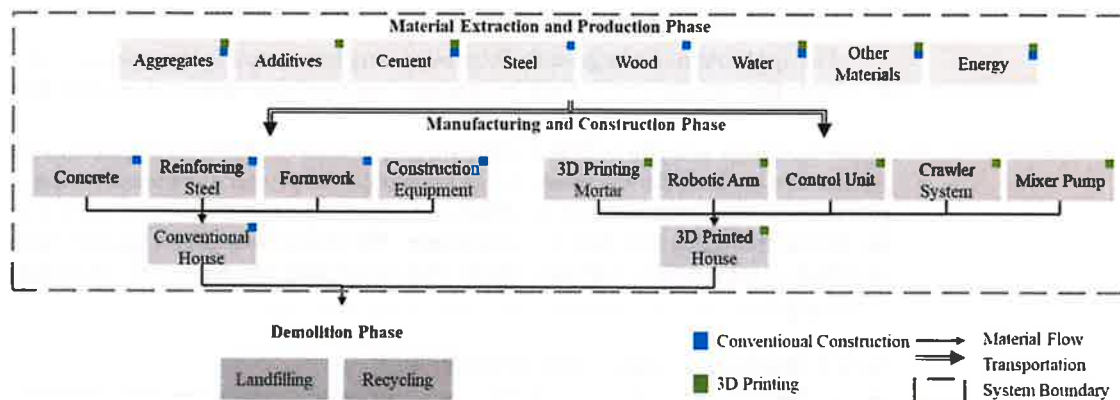 Material Extraction and Production Phase
Aggregates
Additives
Cement
Steel
Wood
Water
Other
Materials
Energy
Manufacturing and Construction Phase
Concrete
Reinforcing
Steel
Formwork
Construction
Equipment
3D Printing
Mortar
Robotic Arm
Control Unit
Crawler
System
Mixer Pump
Conventional
House
3D Printed
House
Demolition Phase
Landfilling
Recycling
Conventional Construction
3D Printing
Material Flow
Transportation
System Boundary